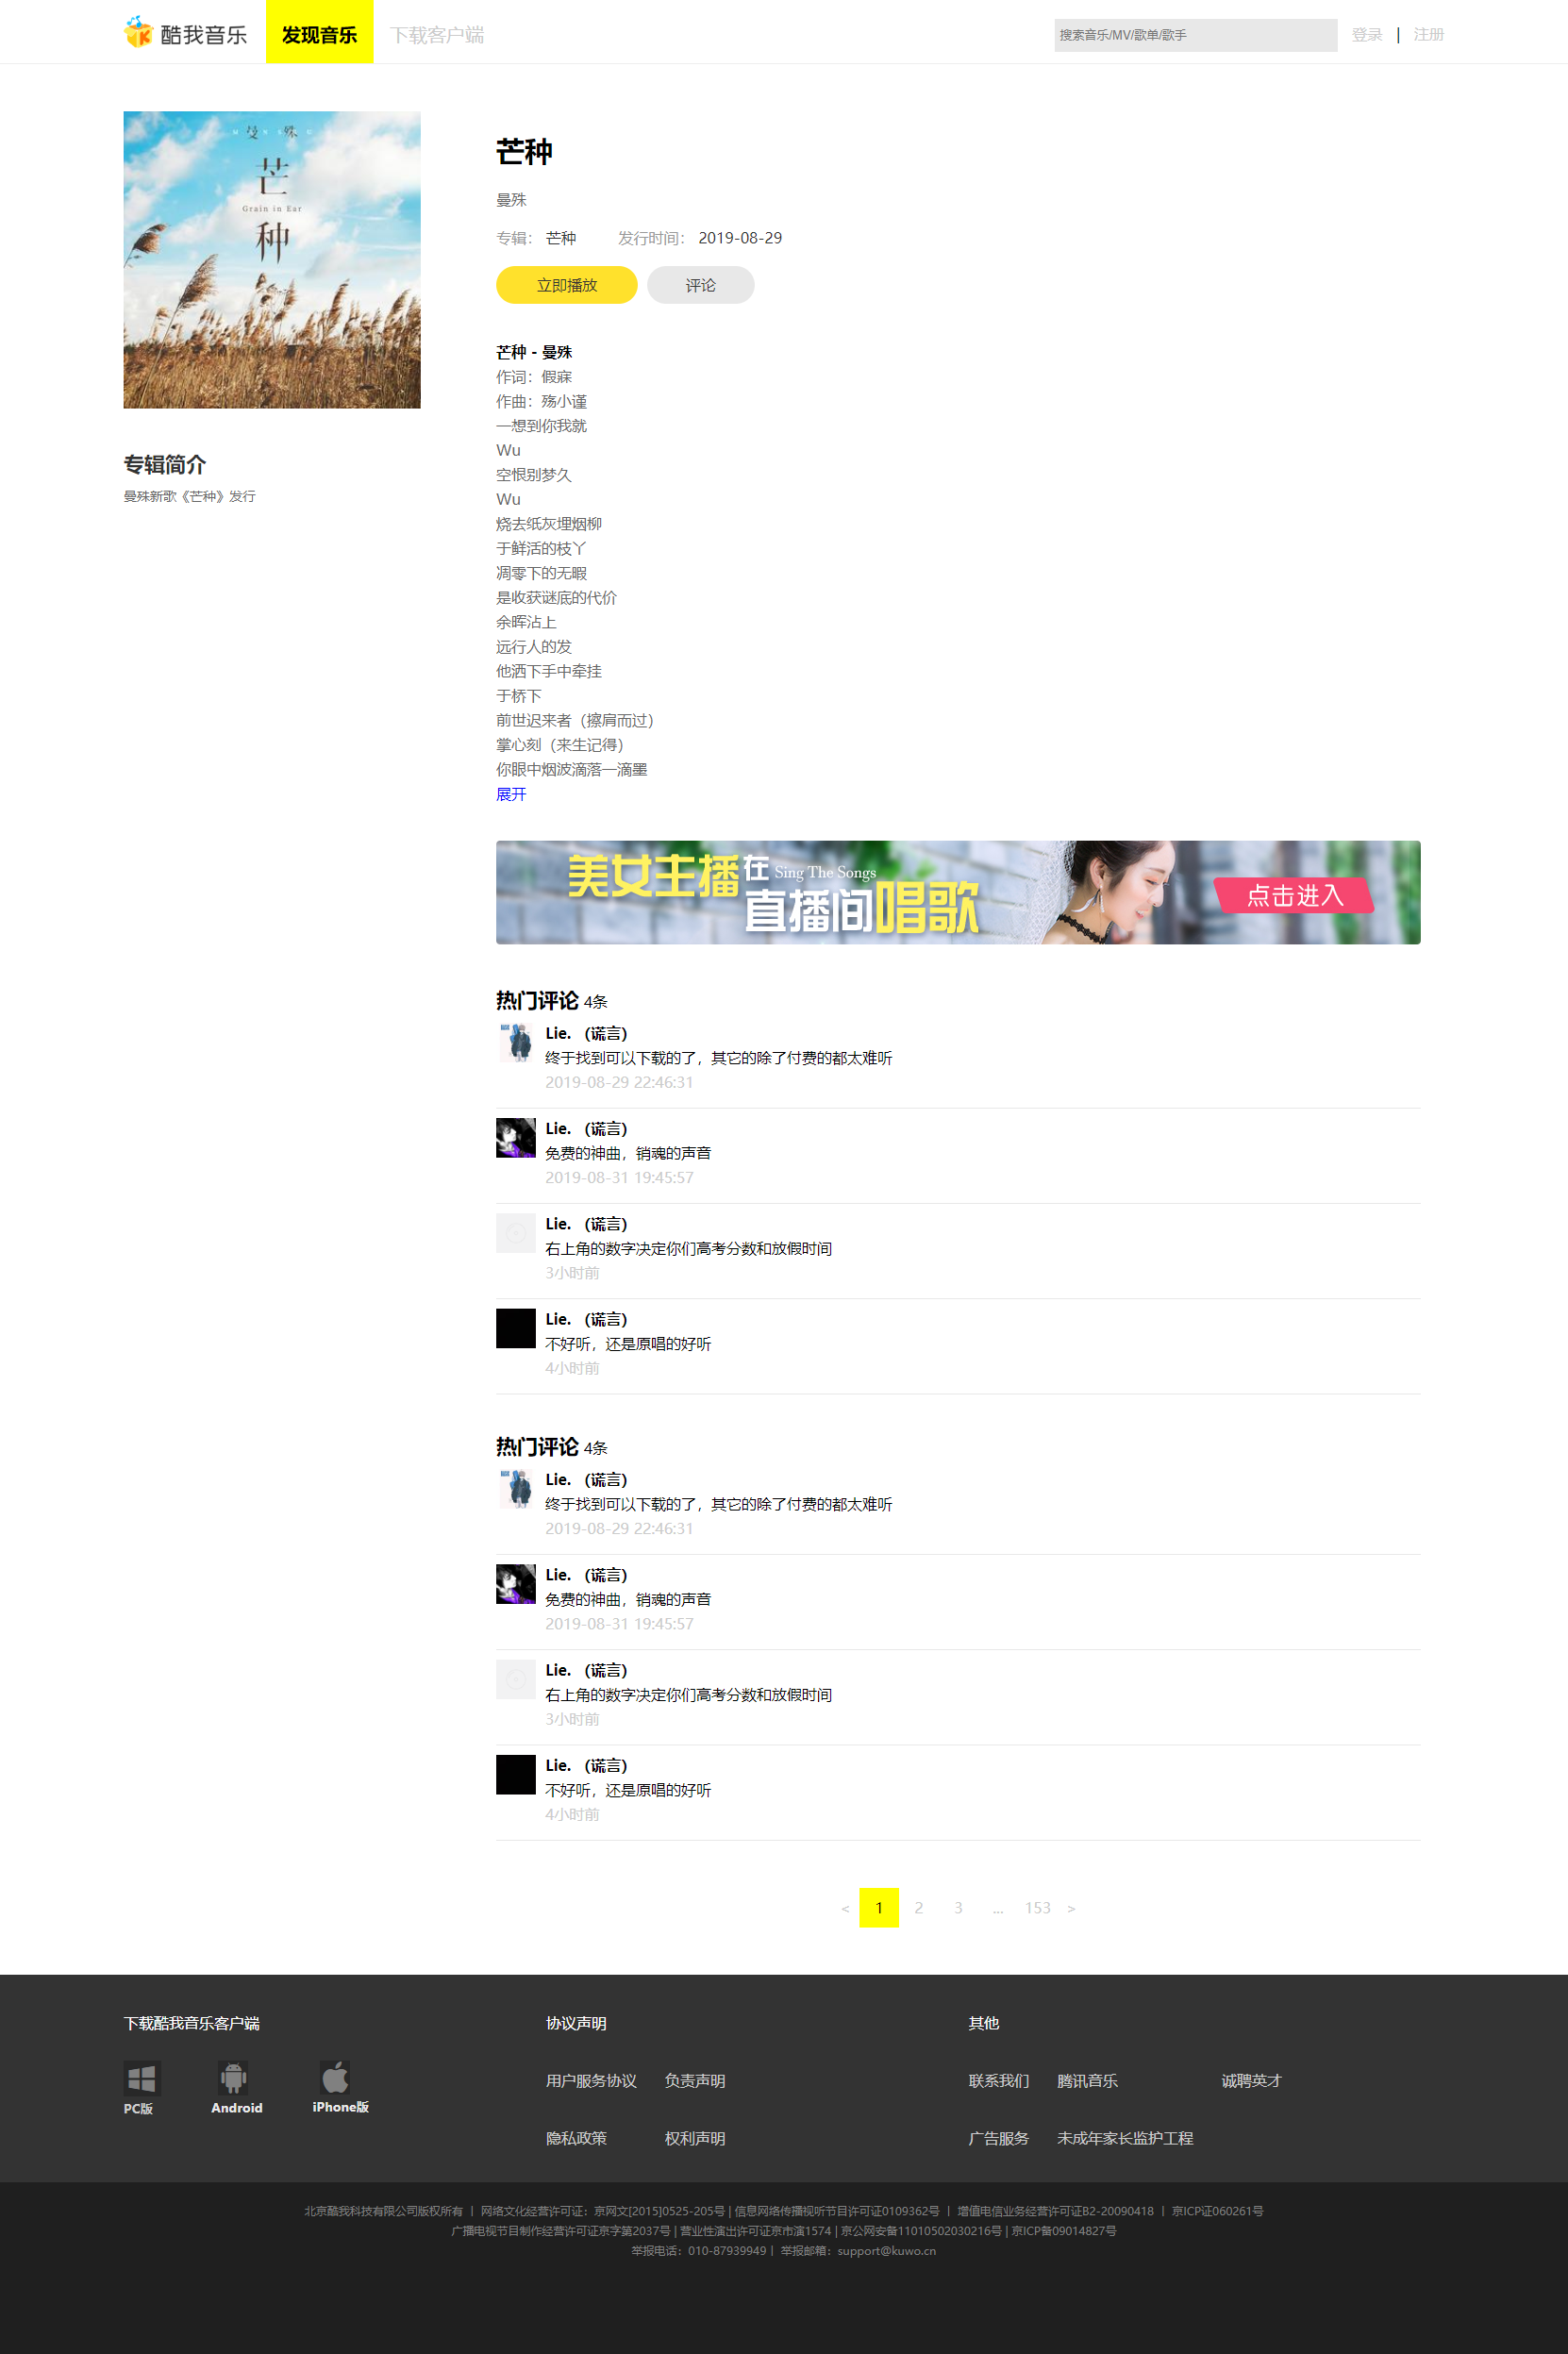 酷我音乐 发现音乐 下载客户端 搜索音乐/MV/歌单/歌手 登录 | 注册
曼殊
芒
Grain in Ear
种
芒种
曼殊
专辑: 芒种 发行时间: 2019-08-29
立即播放 评论
专辑简介
曼殊新歌《芒种》发行
芒种 - 曼殊
作词：假寐
作曲：殇小谨
一想到你我就
Wu
空恨别梦久
Wu
烧去纸灰埋烟柳
于鲜活的枝丫
凋零下的无暇
是收获谜底的代价
余晖沾上
远行人的发
他洒下手中牵挂
于桥下
前世迟来者（擦肩而过）
掌心刻（来生记得）
你眼中烟波滴落一滴墨
展开
美女主播在 Sing The Songs
直播间唱歌
点击进入
热门评论 4条
Lie. （谎言）
终于找到可以下载的了，其它的除了付费的都太难听
2019-08-29 22:46:31
Lie. （谎言）
免费的神曲，销魂的声音
2019-08-31 19:45:57
Lie. （谎言）
右上角的数字决定你们高考分数和放假时间
3小时前
Lie. （谎言）
不好听，还是原唱的好听
4小时前
热门评论 4条
Lie. （谎言）
终于找到可以下载的了，其它的除了付费的都太难听
2019-08-29 22:46:31
Lie. （谎言）
免费的神曲，销魂的声音
2019-08-31 19:45:57
Lie. （谎言）
右上角的数字决定你们高考分数和放假时间
3小时前
Lie. （谎言）
不好听，还是原唱的好听
4小时前
< 1 2 3 ... 153 >
下载酷我音乐客户端 协议声明 其他
PC版 Android iPhone版
用户服务协议 负责声明 联系我们 腾讯音乐 诚聘英才
隐私政策 权利声明 广告服务 未成年家长监护工程
北京酷我科技有限公司版权所有 | 网络文化经营许可证：京网文[2015]0525-205号 | 信息网络传播视听节目许可证0109362号 | 增值电信业务经营许可证B2-20090418 | 京ICP证060261号
广播电视节目制作经营许可证京字第2037号 | 营业性演出许可证京市演1574 | 京公网安备11010502030216号 | 京ICP备09014827号
举报电话：010-87939949 | 举报邮箱：support@kuwo.cn